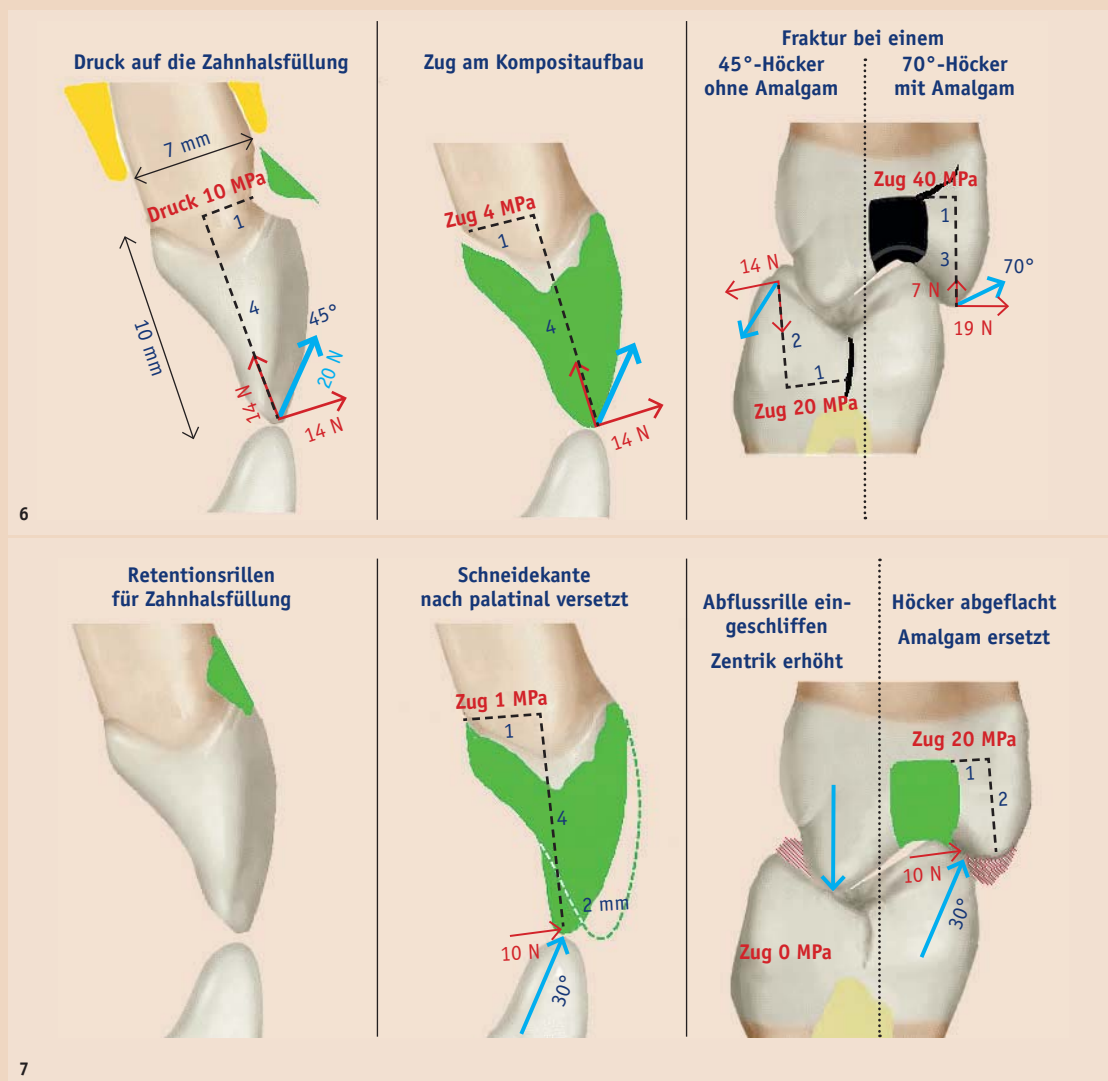 Druck auf die Zahnhalsfüllung
7 mm
Druck 10 MPa
1
4
10 mm
45°
20 N
14 N
14 N
Zug am Kompositaufbau
Zug 4 MPa
1
4
14 N
Fraktur bei einem
45°-Höcker
ohne Amalgam
70°-Höcker
mit Amalgam
Zug 40 MPa
1
3
14 N
7 N
70°
19 N
2
1
Zug 20 MPa
6
Retentionsrillen
für Zahnhalsfüllung
Schneidekante
nach palatinal versetzt
Zug 1 MPa
1
4
2 mm
10 N
30°
Abflussrille ein-
geschliffen
Zentrik erhöht
Höcker abgeflacht
Amalgam ersetzt
Zug 20 MPa
1
2
10 N
30°
Zug 0 MPa
7